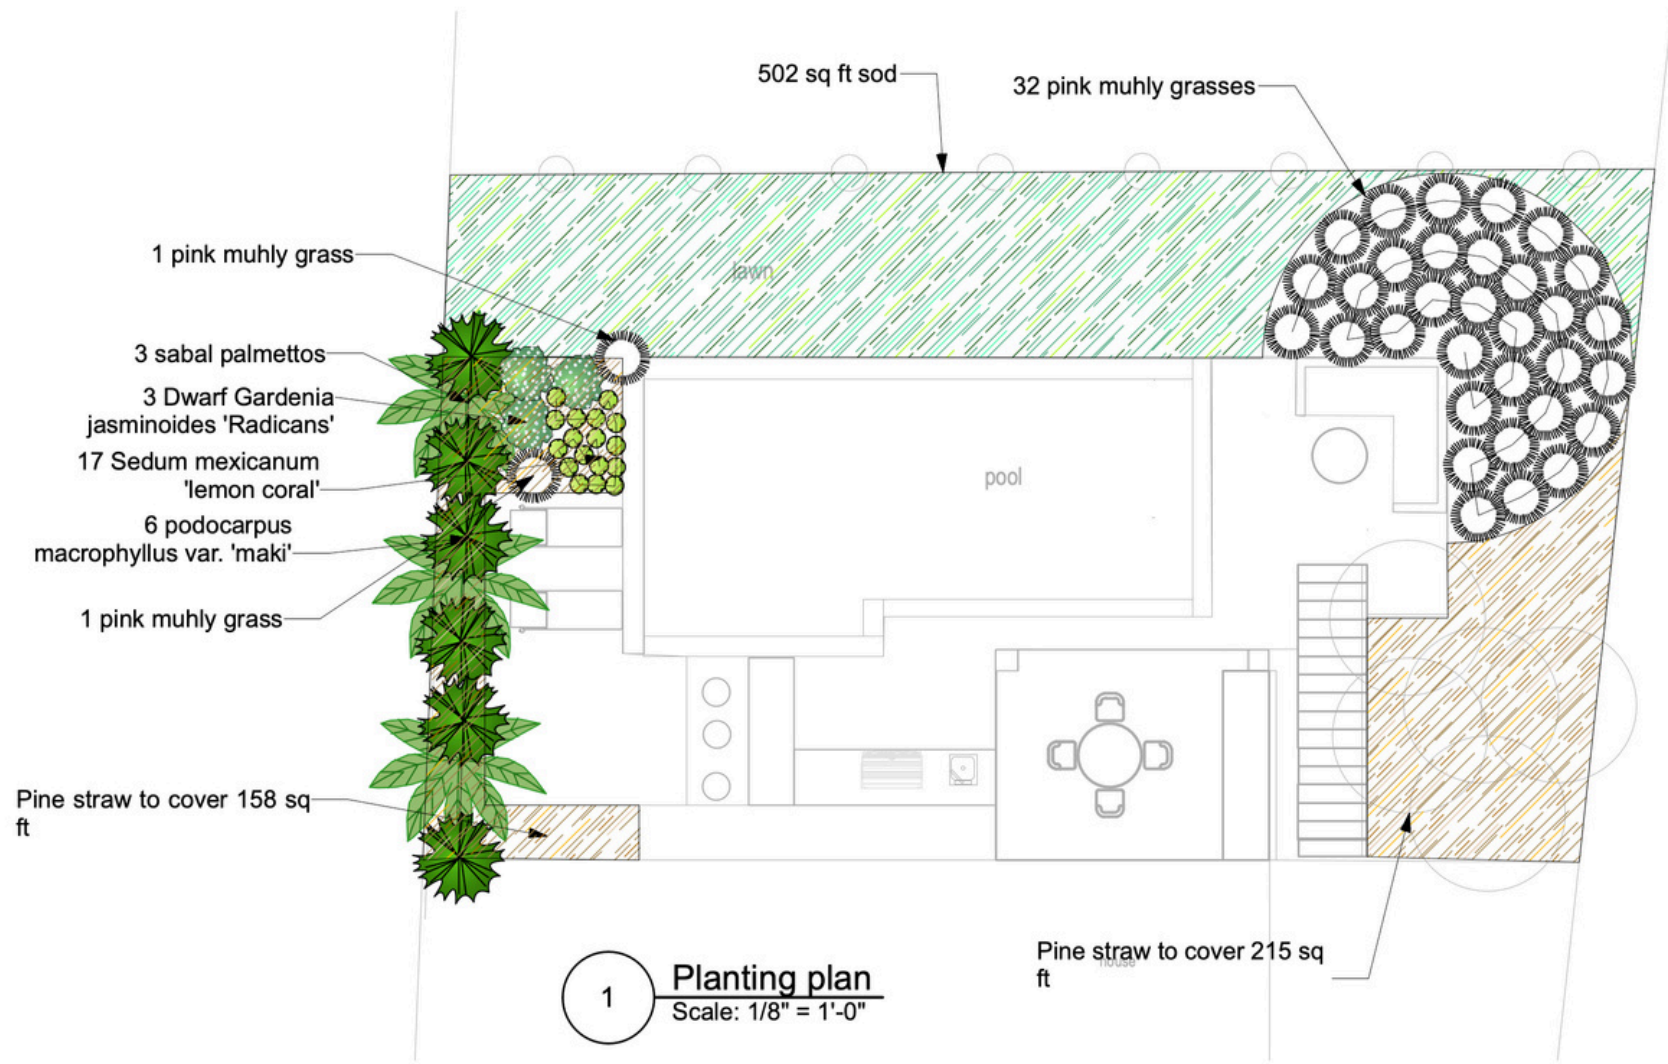 502 sq ft sod
32 pink muhly grasses
1 pink muhly grass
lawn
3 sabal palmettos
3 Dwarf Gardenia
jasminoides 'Radicans'
17 Sedum mexicanum
'lemon coral'
pool
6 podocarpus
macrophyllus var. 'maki'
1 pink muhly grass
Pine straw to cover 158 sq
ft
Pine straw to cover 215 sq
ft
house
1
Planting plan
Scale: 1/8" = 1'-0"